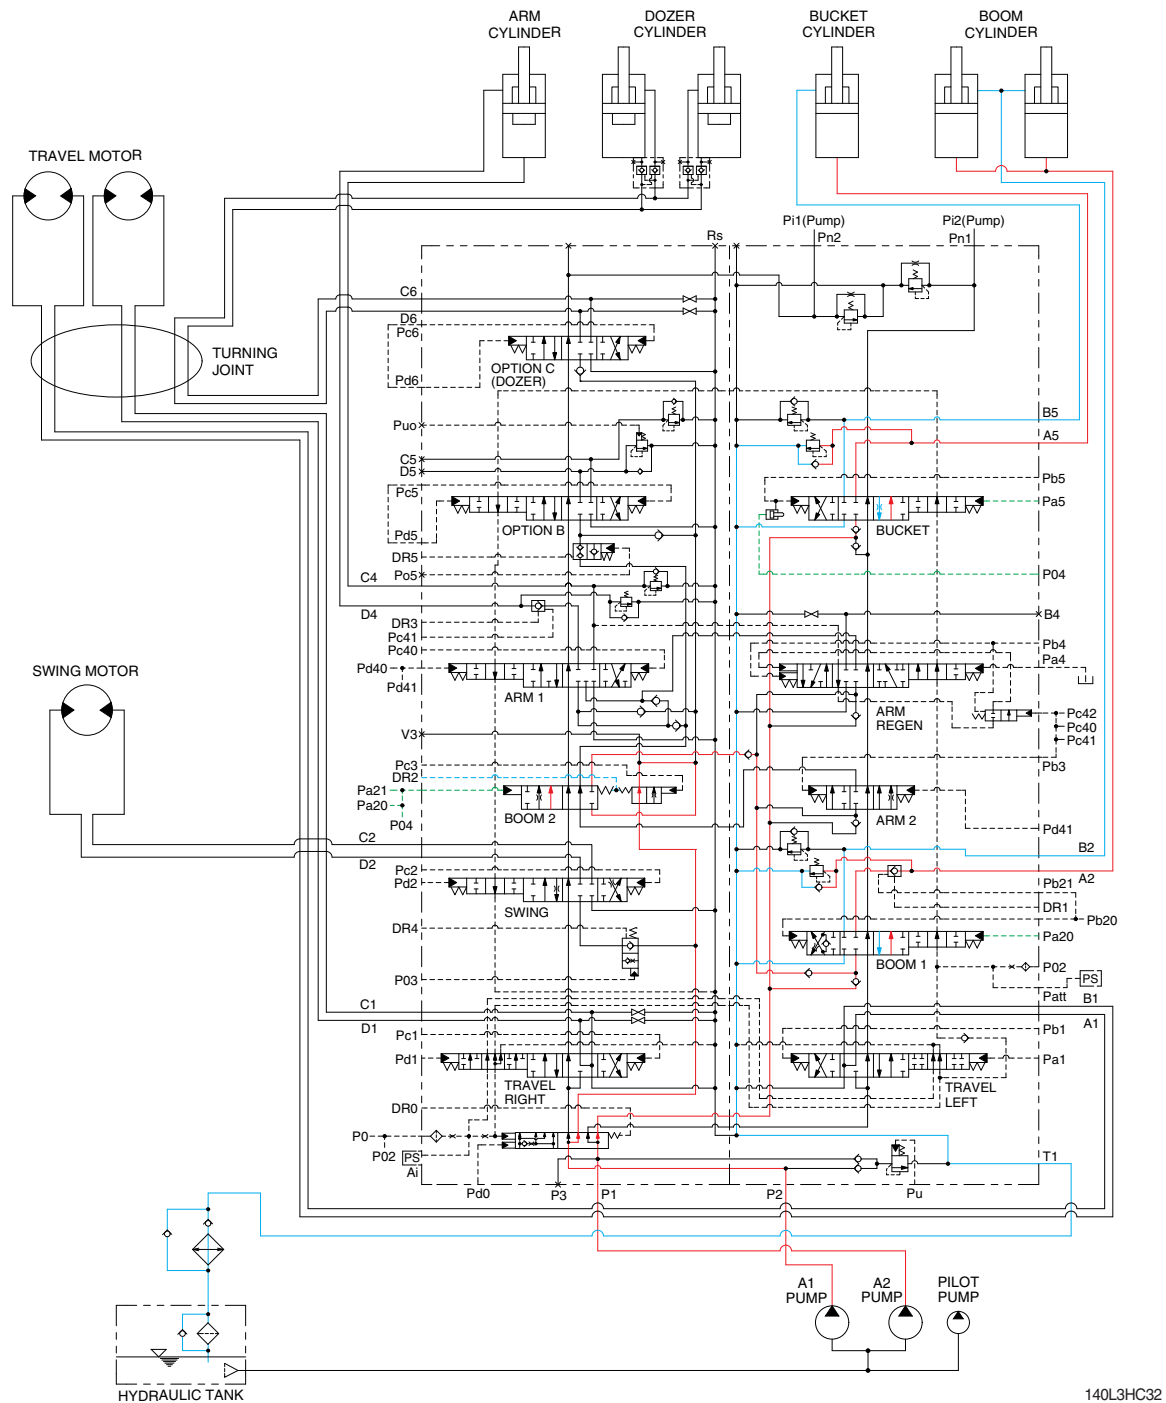 ARM
CYLINDER
DOZER
CYLINDER
BUCKET
CYLINDER
BOOM
CYLINDER
TRAVEL MOTOR
TURNING
JOINT
SWING MOTOR
Pi1(Pump)
Pi2(Pump)
Rs
Pn2
Pn1
C6
D6
Pc6
Pd6
OPTION C
(DOZER)
Puo
C5
D5
Pc5
Pd5
OPTION B
B5
A5
Pb5
Pa5
BUCKET
DR5
Po5
C4
D4
P04
DR3
Pc41
Pc40
Pd40
Pd41
ARM 1
B4
Pb4
Pa4
ARM
REGEN
Pc42
Pc40
Pc41
V3
Pc3
DR2
Pa21
Pa20
P04
BOOM 2
Pb3
ARM 2
Pd41
C2
D2
Pc2
Pd2
SWING
B2
A2
Pb21
DR1
Pb20
Pa20
BOOM 1
DR4
P03
P02
PS
Patt
C1
D1
Pc1
Pd1
TRAVEL
RIGHT
B1
A1
Pb1
Pa1
TRAVEL
LEFT
DR0
P0
P02
PS
Ai
Pd0
P3
P1
P2
Pu
T1
A1
PUMP
A2
PUMP
PILOT
PUMP
HYDRAULIC TANK
140L3HC32